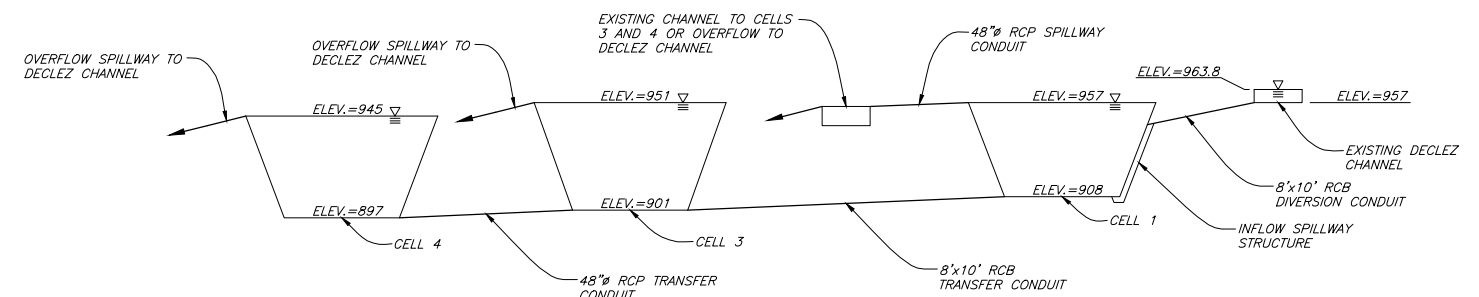 EXISTING CHANNEL TO CELLS
3 AND 4 OR OVERFLOW TO
DECLEZ CHANNEL
48"ø RCP SPILLWAY
CONDUIT
OVERFLOW SPILLWAY TO
DECLEZ CHANNEL
OVERFLOW SPILLWAY TO
DECLEZ CHANNEL
ELEV.=963.8
ELEV.=945
ELEV.=951
ELEV.=957
ELEV.=957
EXISTING DECLEZ
CHANNEL
8'x10' RCB
DIVERSION CONDUIT
ELEV.=897
ELEV.=901
ELEV.=908
CELL 4
CELL 3
CELL 1
INFLOW SPILLWAY
STRUCTURE
48"ø RCP TRANSFER
CONDUIT
8'x10' RCB
TRANSFER CONDUIT